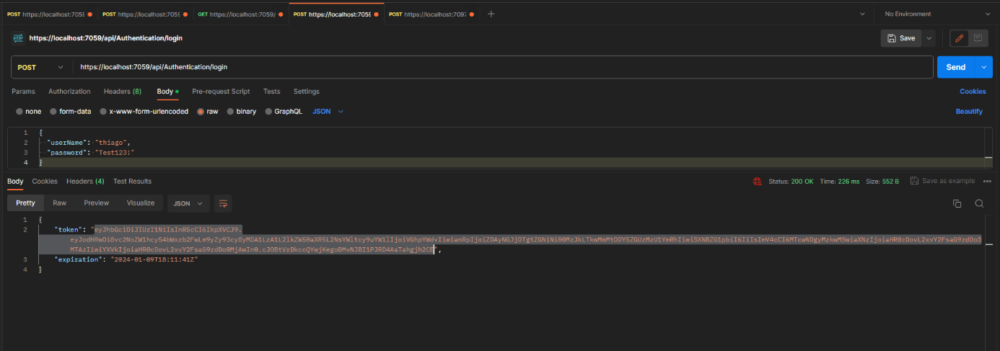 POST https://localhost:7059 POST https://localhost:7059 GET https://localhost:7059/ POST https://localhost:7059 POST https://localhost:7097 No Environment
HTTP https://localhost:7059/api/Authentication/login Save
POST https://localhost:7059/api/Authentication/login Send
Params Authorization Headers (8) Body Pre-request Script Tests Settings Cookies
none form-data x-www-form-urlencoded raw binary GraphQL JSON Beautify
1 {
2 "userName": "thiago",
3 "password": "Test123!"
4 }
Body Cookies Headers (4) Test Results Status: 200 OK Time: 226 ms Size: 552 B Save as example
Pretty Raw Preview Visualize JSON
1 {
2 "token": "eyJhbGciOiJIUzI1NiIsInR5cCI6IkpXVCJ9.
3 "expiration": "2024-01-09T18:11:41Z"
4 }